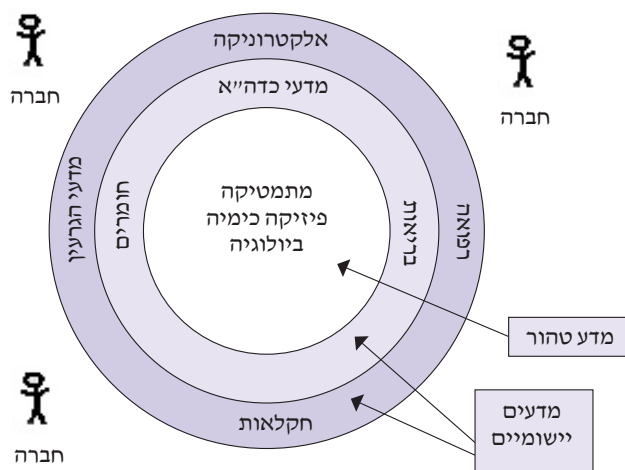 אלקטרוניקה
חברה
מדעי כדה״א
חברה
מתמטיקה
פיזיקה כימיה
ביולוגיה
רפואה
בריאות
חומרים
מדעי הגרעין
מדע טהור
מדעים
יישומיים
חקלאות
חברה